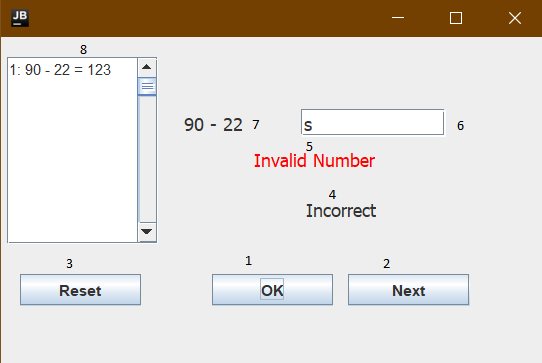 JB
8
1: 90 - 22 = 123
90 - 22 7
s
6
5
Invalid Number
4
Incorrect
3
1
2
Reset
OK
Next